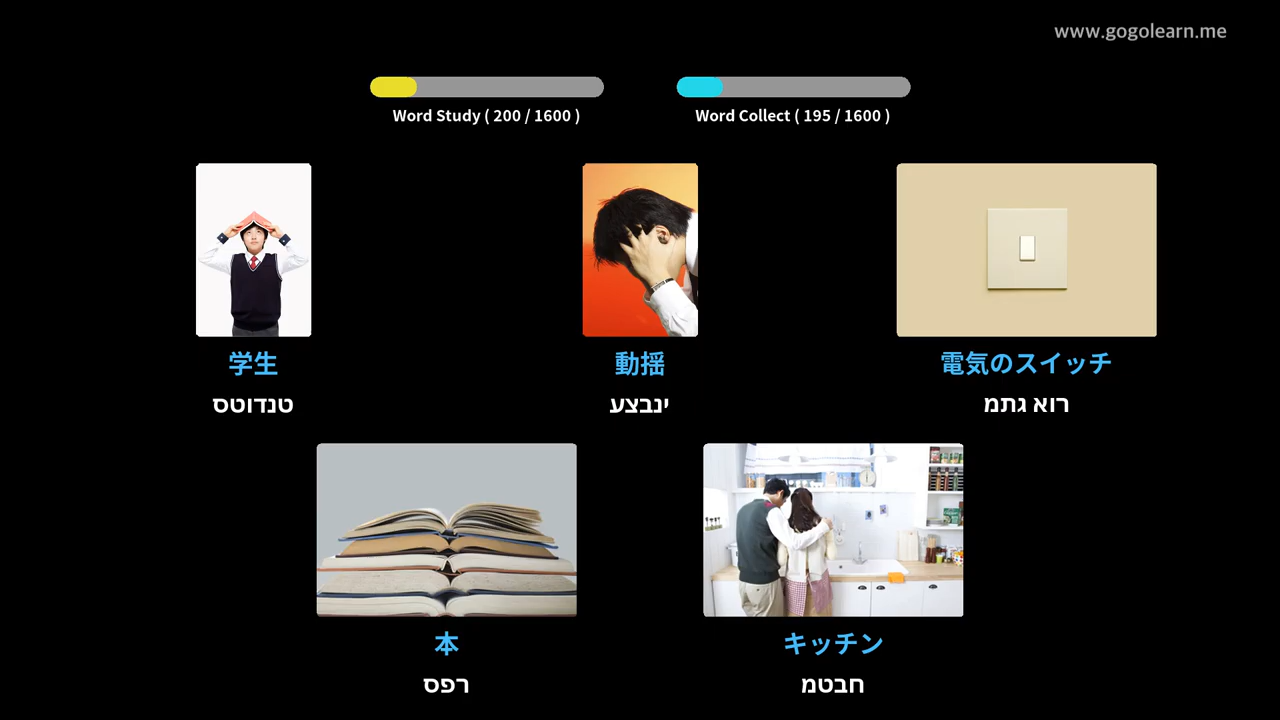 www.gogolearn.me
Word Study ( 200 / 1600 )
Word Collect ( 195 / 1600 )
学生
動揺
電気のスイッチ
טנדוטס
ינבצע
רוא גתמ
本
キッチン
רפס
חבטמ